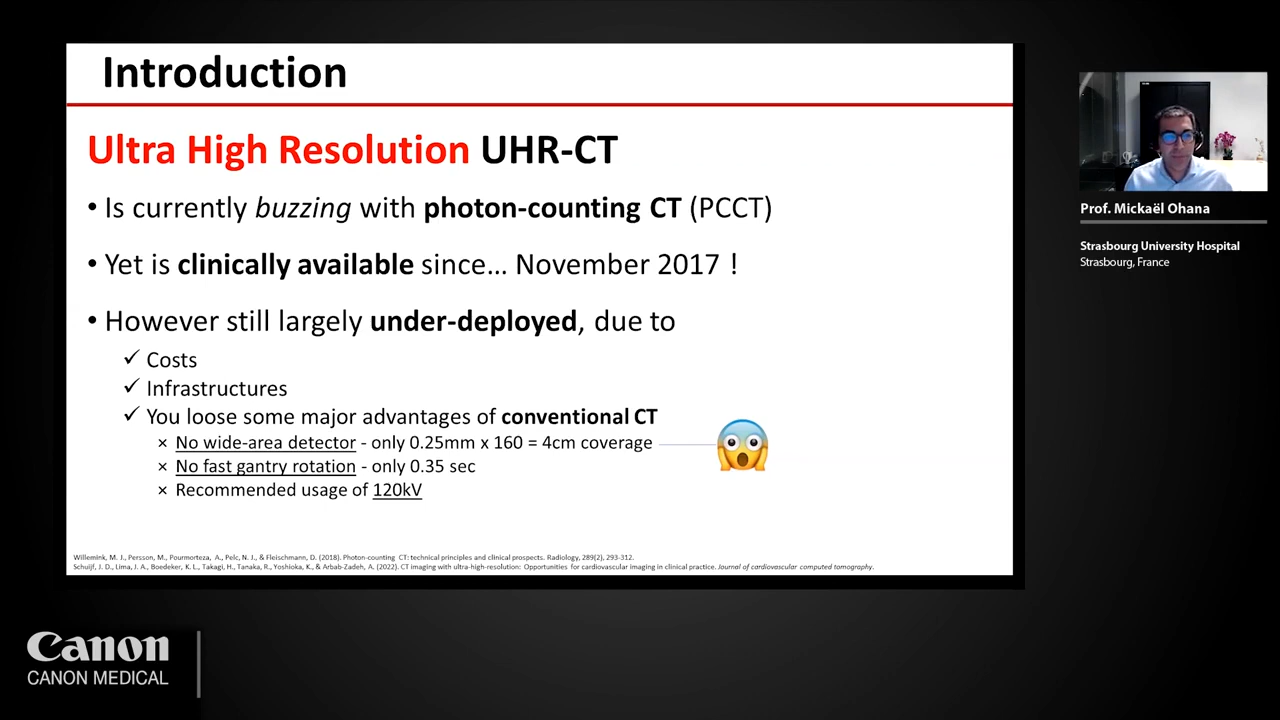 Introduction
Ultra High Resolution UHR-CT
• Is currently buzzing with photon-counting CT (PCCT)
• Yet is clinically available since... November 2017 !
• However still largely under-deployed, due to
✓ Costs
✓ Infrastructures
✓ You loose some major advantages of conventional CT
× No wide-area detector - only 0.25mm x 160 = 4cm coverage
× No fast gantry rotation - only 0.35 sec
× Recommended usage of 120kV
Willemink, M. J., Persson, M., Pourmorteza, A., Pelc, N. J., & Fleischmann, D. (2018). Photon-counting CT: technical principles and clinical prospects. Radiology, 289(2), 293-312.
Schuijf, J. D., Lima, J. A., Boedeker, K. L., Takagi, H., Tanaka, R., Yoshioka, K., & Arbab-Zadeh, A. (2022). CT imaging with ultra-high-resolution: Opportunities for cardiovascular imaging in clinical practice. Journal of cardiovascular computed tomography.
Prof. Mickaël Ohana
Strasbourg University Hospital
Strasbourg, France
Canon
CANON MEDICAL